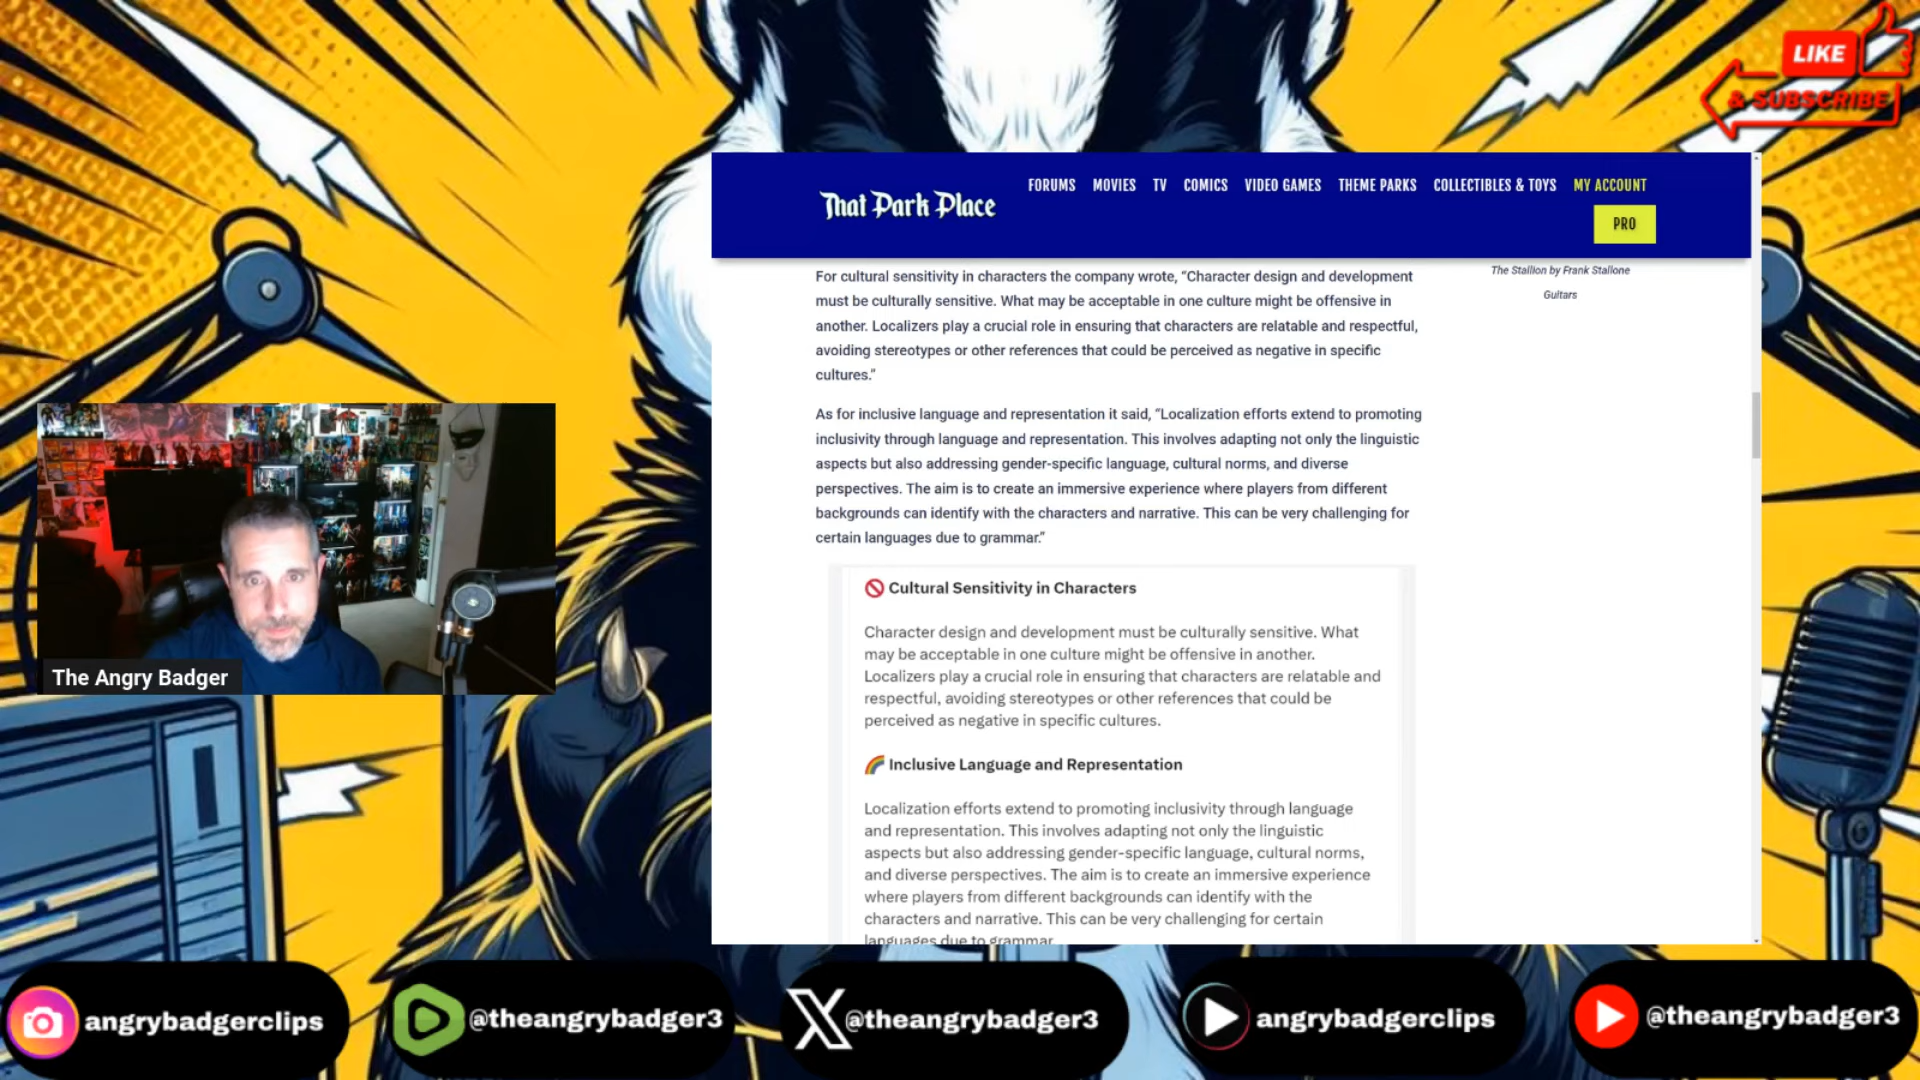 LIKE
& SUBSCRIBE
That Park Place
FORUMS MOVIES TV COMICS VIDEO GAMES THEME PARKS COLLECTIBLES & TOYS MY ACCOUNT
PRO
For cultural sensitivity in characters the company wrote, “Character design and development
must be culturally sensitive. What may be acceptable in one culture might be offensive in
another. Localizers play a crucial role in ensuring that characters are relatable and respectful,
avoiding stereotypes or other references that could be perceived as negative in specific
cultures.”
The Stallion by Frank Stallone
Guitars
As for inclusive language and representation it said, “Localization efforts extend to promoting
inclusivity through language and representation. This involves adapting not only the linguistic
aspects but also addressing gender-specific language, cultural norms, and diverse
perspectives. The aim is to create an immersive experience where players from different
backgrounds can identify with the characters and narrative. This can be very challenging for
certain languages due to grammar.”
Cultural Sensitivity in Characters
Character design and development must be culturally sensitive. What
may be acceptable in one culture might be offensive in another.
Localizers play a crucial role in ensuring that characters are relatable and
respectful, avoiding stereotypes or other references that could be
perceived as negative in specific cultures.
Inclusive Language and Representation
Localization efforts extend to promoting inclusivity through language
and representation. This involves adapting not only the linguistic
aspects but also addressing gender-specific language, cultural norms,
and diverse perspectives. The aim is to create an immersive experience
where players from different backgrounds can identify with the
characters and narrative. This can be very challenging for certain
languages due to grammar.
The Angry Badger
angrybadgerclips
@theangrybadger3
@theangrybadger3
angrybadgerclips
@theangrybadger3